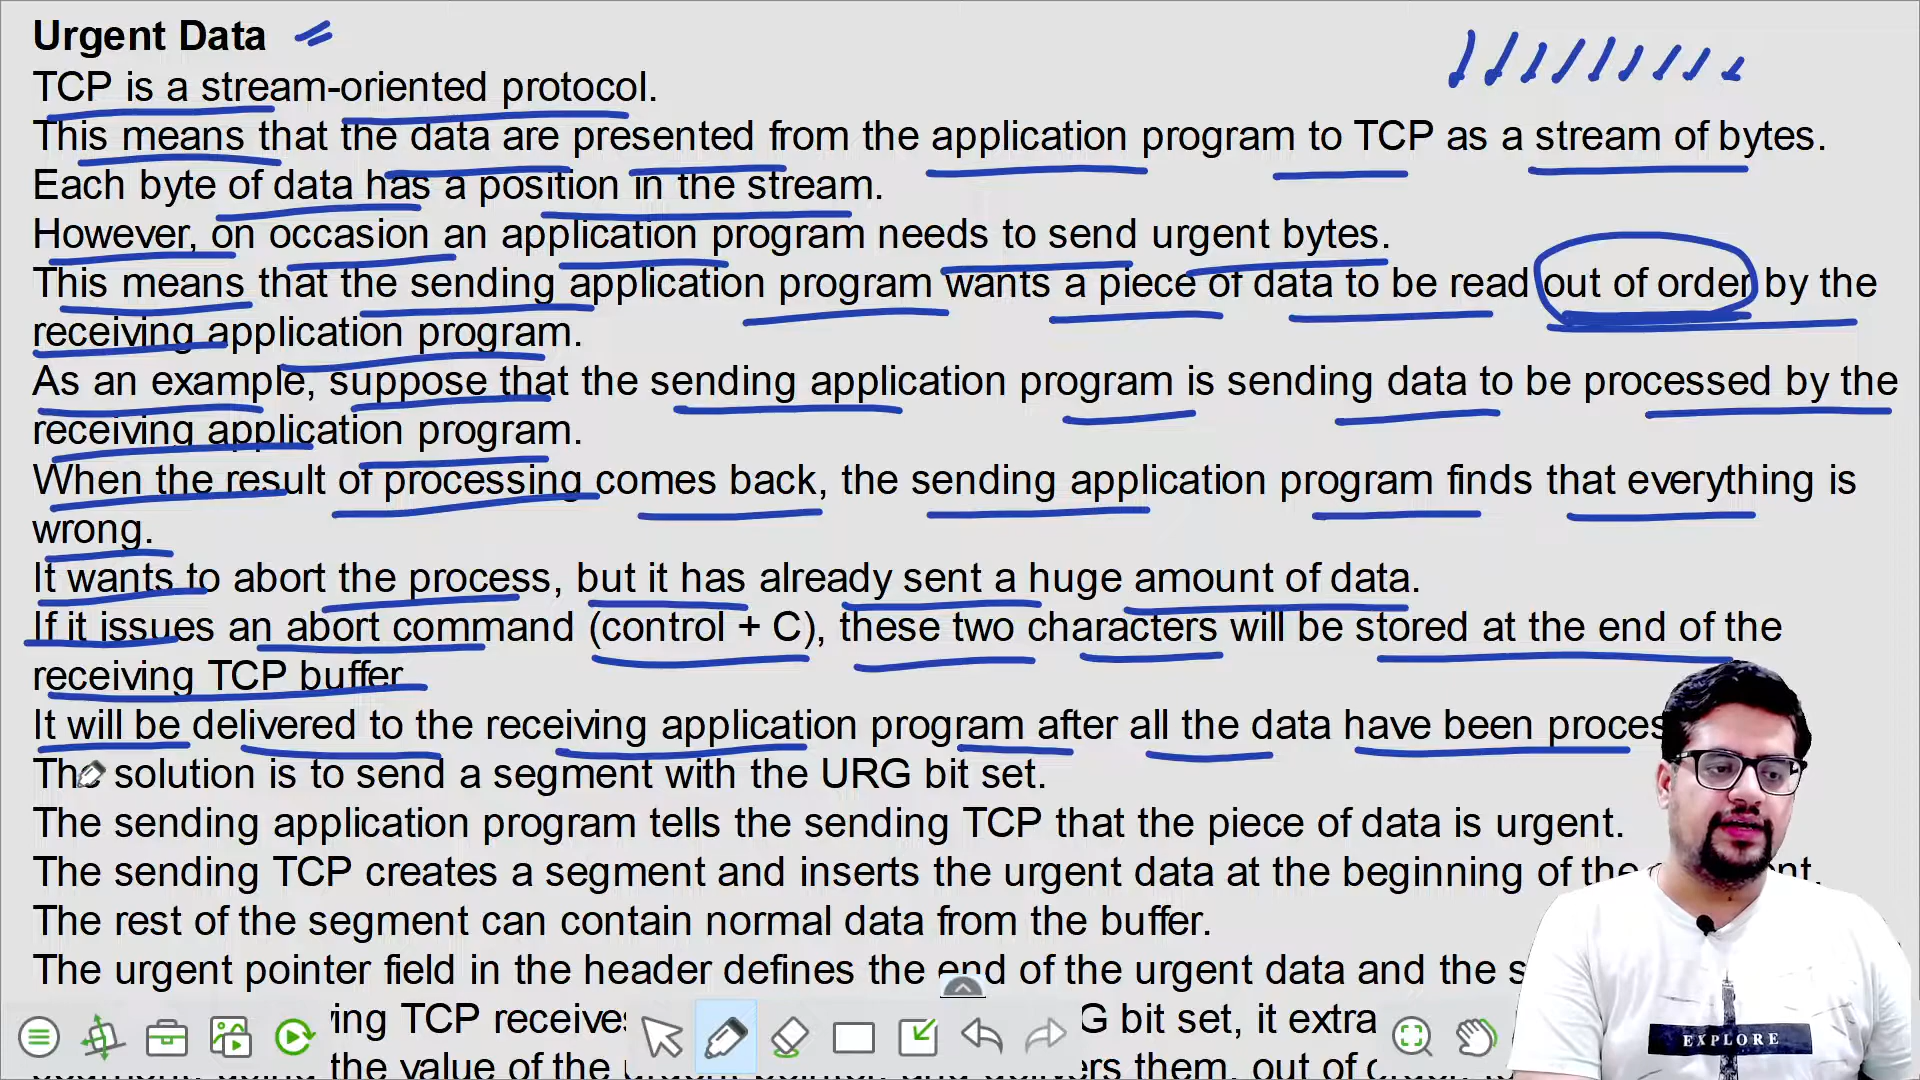 Urgent Data
TCP is a stream-oriented protocol.
This means that the data are presented from the application program to TCP as a stream of bytes.
Each byte of data has a position in the stream.
However, on occasion an application program needs to send urgent bytes.
This means that the sending application program wants a piece of data to be read out of order by the
receiving application program.
As an example, suppose that the sending application program is sending data to be processed by the
receiving application program.
When the result of processing comes back, the sending application program finds that everything is
wrong.
It wants to abort the process, but it has already sent a huge amount of data.
If it issues an abort command (control + C), these two characters will be stored at the end of the
receiving TCP buffer
It will be delivered to the receiving application program after all the data have been proces
The solution is to send a segment with the URG bit set.
The sending application program tells the sending TCP that the piece of data is urgent.
The sending TCP creates a segment and inserts the urgent data at the beginning of the
The rest of the segment can contain normal data from the buffer.
The urgent pointer field in the header defines the end of the urgent data and the s
ving TCP receives G bit set, it extra
the value of the them, out of
EXPLORE